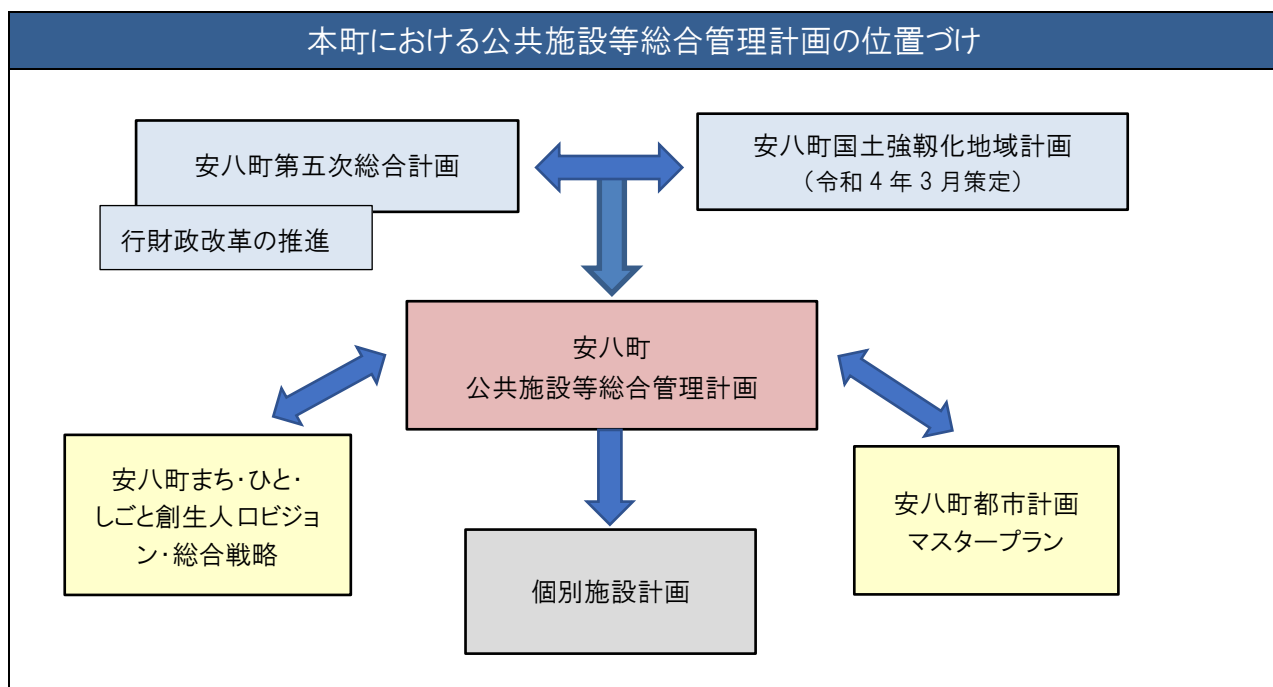 本町における公共施設等総合管理計画の位置づけ
安八町第五次総合計画
行財政改革の推進
安八町国土強靱化地域計画
（令和４年３月策定）
安八町
公共施設等総合管理計画
安八町まち･ひと･
しごと創生人口ビジョ
ン･総合戦略
安八町都市計画
マスタープラン
個別施設計画